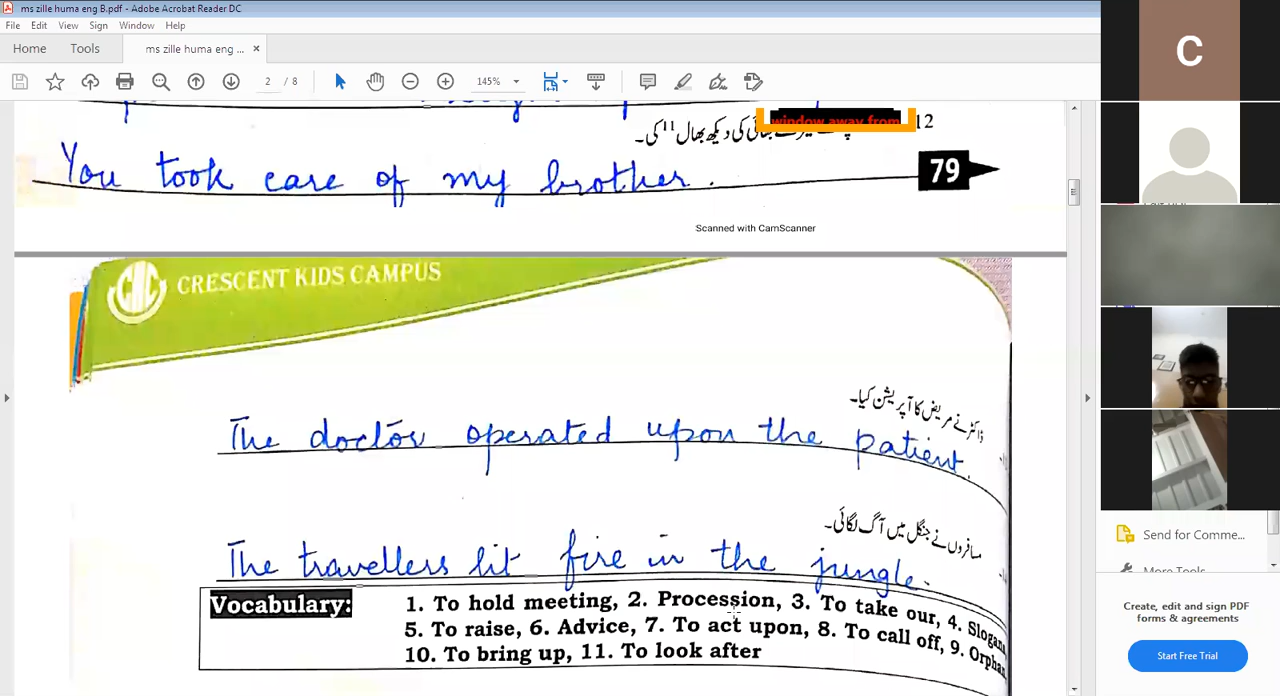 ms zille huma eng B.pdf - Adobe Acrobat Reader DC
File Edit View Sign Window Help
Home Tools ms zille huma eng ... ×
2 / 8 145%
window away from
12
کی دیکھ بھال 11 کی۔
You took care of my brother.
79
Scanned with CamScanner
CRESCENT KIDS CAMPUS
ڈاکٹر نے مریض کا آپریشن کیا۔
The doctor operated upon the patient.
مسافروں نے جنگل میں آگ لگائی۔
The travellers lit fire in the jungle.
Vocabulary: 1. To hold meeting, 2. Procession, 3. To take our, 4. Slogans
5. To raise, 6. Advice, 7. To act upon, 8. To call off, 9. Orphan
10. To bring up, 11. To look after
C
Send for Comme...
More Tools
Create, edit and sign PDF
forms & agreements
Start Free Trial